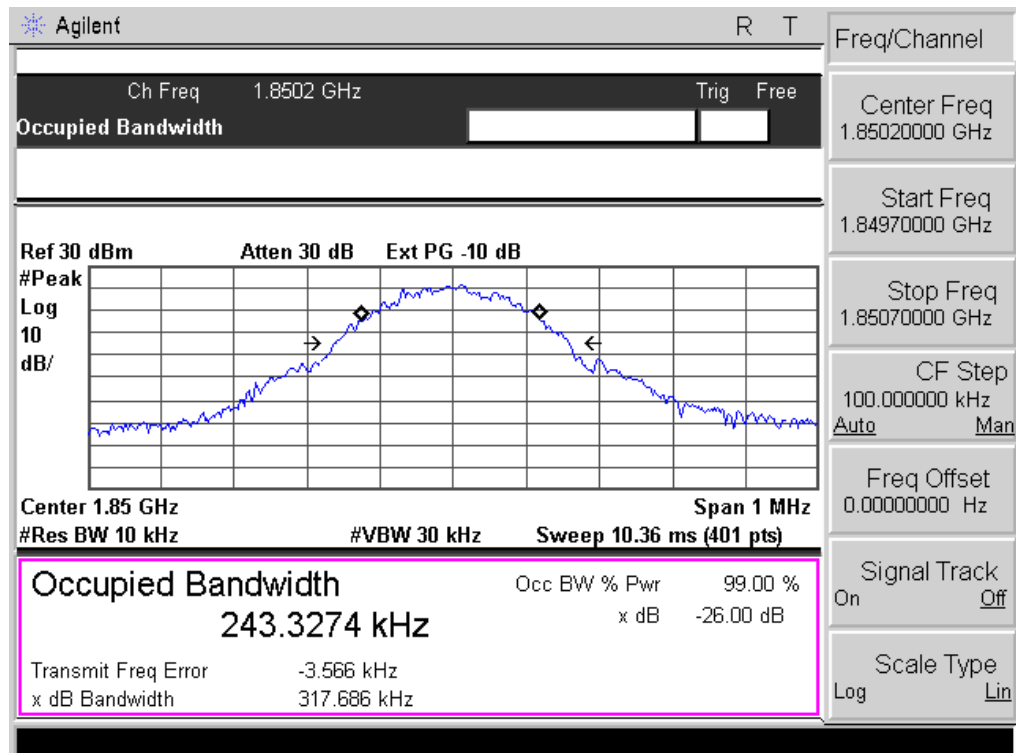 Agilent R T
Freq/Channel
Ch Freq 1.8502 GHz Trig Free
Occupied Bandwidth
Center Freq
1.85020000 GHz
Start Freq
1.84970000 GHz
Stop Freq
1.85070000 GHz
CF Step
100.000000 kHz
Auto Man
Freq Offset
0.00000000 Hz
Signal Track
On Off
Scale Type
Log Lin
Ref 30 dBm Atten 30 dB Ext PG -10 dB
#Peak
Log
10
dB/
Center 1.85 GHz Span 1 MHz
#Res BW 10 kHz #VBW 30 kHz Sweep 10.36 ms (401 pts)
Occupied Bandwidth Occ BW % Pwr 99.00 %
243.3274 kHz x dB -26.00 dB
Transmit Freq Error -3.566 kHz
x dB Bandwidth 317.686 kHz